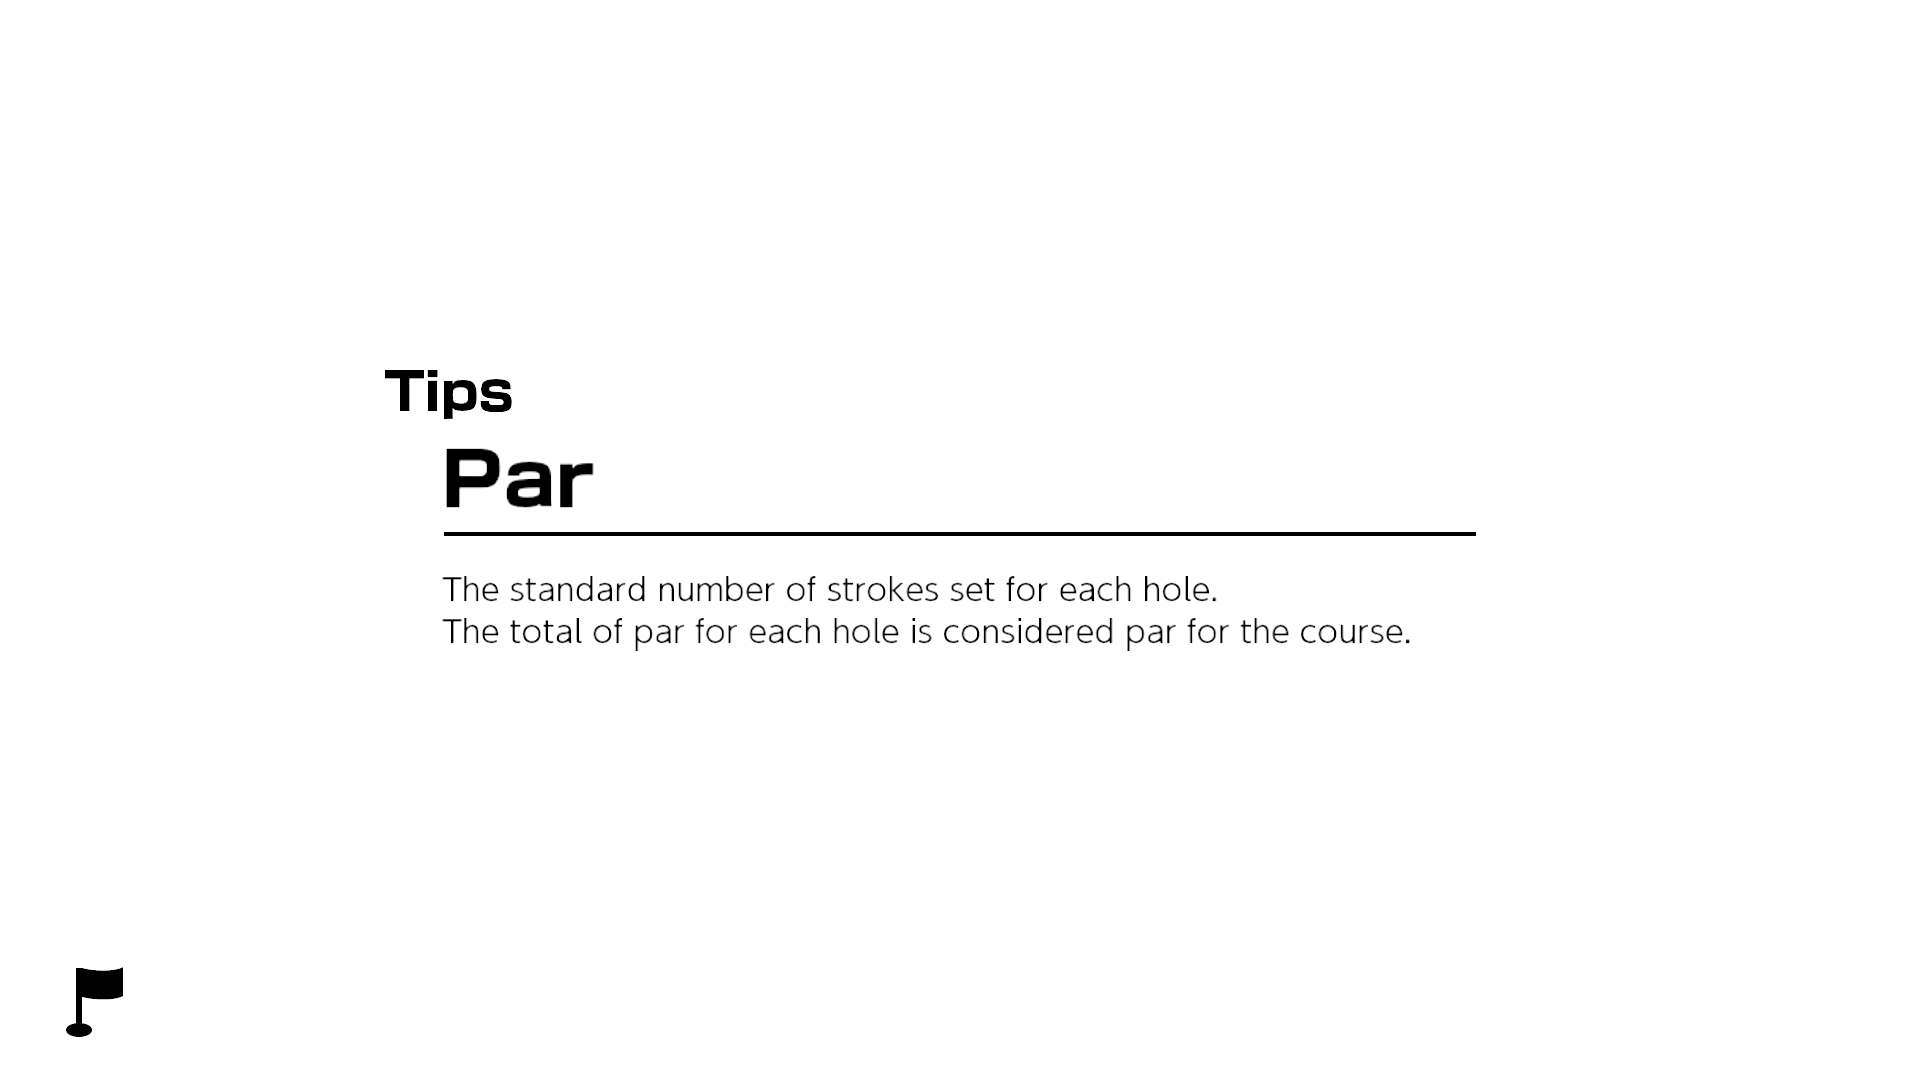 Tips
Par
The standard number of strokes set for each hole.
The total of par for each hole is considered par for the course.